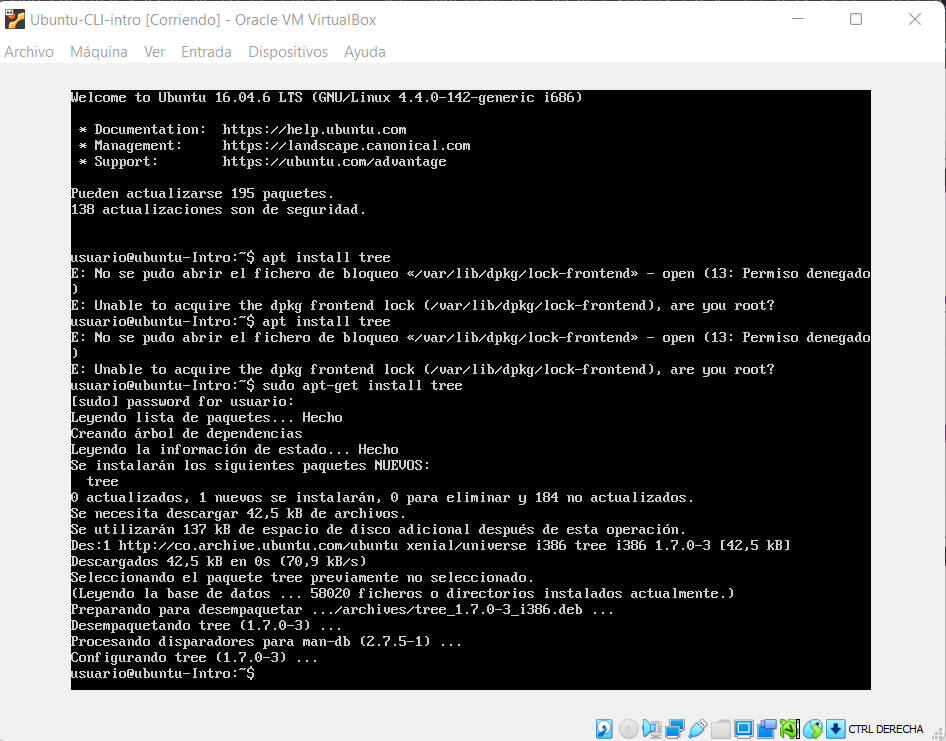 Ubuntu-CLI-intro [Corriendo] - Oracle VM VirtualBox
Archivo Máquina Ver Entrada Dispositivos Ayuda
Welcome to Ubuntu 16.04.6 LTS (GNU/Linux 4.4.0-142-generic i686)
* Documentation: https://help.ubuntu.com
* Management: https://landscape.canonical.com
* Support: https://ubuntu.com/advantage
Pueden actualizarse 195 paquetes.
138 actualizaciones son de seguridad.
usuario@ubuntu-Intro:~$ apt install tree
E: No se pudo abrir el fichero de bloqueo «/var/lib/dpkg/lock-frontend» - open (13: Permiso denegado
)
E: Unable to acquire the dpkg frontend lock (/var/lib/dpkg/lock-frontend), are you root?
usuario@ubuntu-Intro:~$ apt install tree
E: No se pudo abrir el fichero de bloqueo «/var/lib/dpkg/lock-frontend» - open (13: Permiso denegado
)
E: Unable to acquire the dpkg frontend lock (/var/lib/dpkg/lock-frontend), are you root?
usuario@ubuntu-Intro:~$ sudo apt-get install tree
[sudo] password for usuario:
Leyendo lista de paquetes... Hecho
Creando árbol de dependencias
Leyendo la información de estado... Hecho
Se instalarán los siguientes paquetes NUEVOS:
tree
0 actualizados, 1 nuevos se instalarán, 0 para eliminar y 184 no actualizados.
Se necesita descargar 42,5 kB de archivos.
Se utilizarán 137 kB de espacio de disco adicional después de esta operación.
Des:1 http://co.archive.ubuntu.com/ubuntu xenial/universe i386 tree i386 1.7.0-3 [42,5 kB]
Descargados 42,5 kB en 0s (70,9 kB/s)
Seleccionando el paquete tree previamente no seleccionado.
(Leyendo la base de datos ... 58020 ficheros o directorios instalados actualmente.)
Preparando para desempaquetar .../archives/tree_1.7.0-3_i386.deb ...
Desempaquetando tree (1.7.0-3) ...
Procesando disparadores para man-db (2.7.5-1) ...
Configurando tree (1.7.0-3) ...
usuario@ubuntu-Intro:~$
CTRL DERECHA